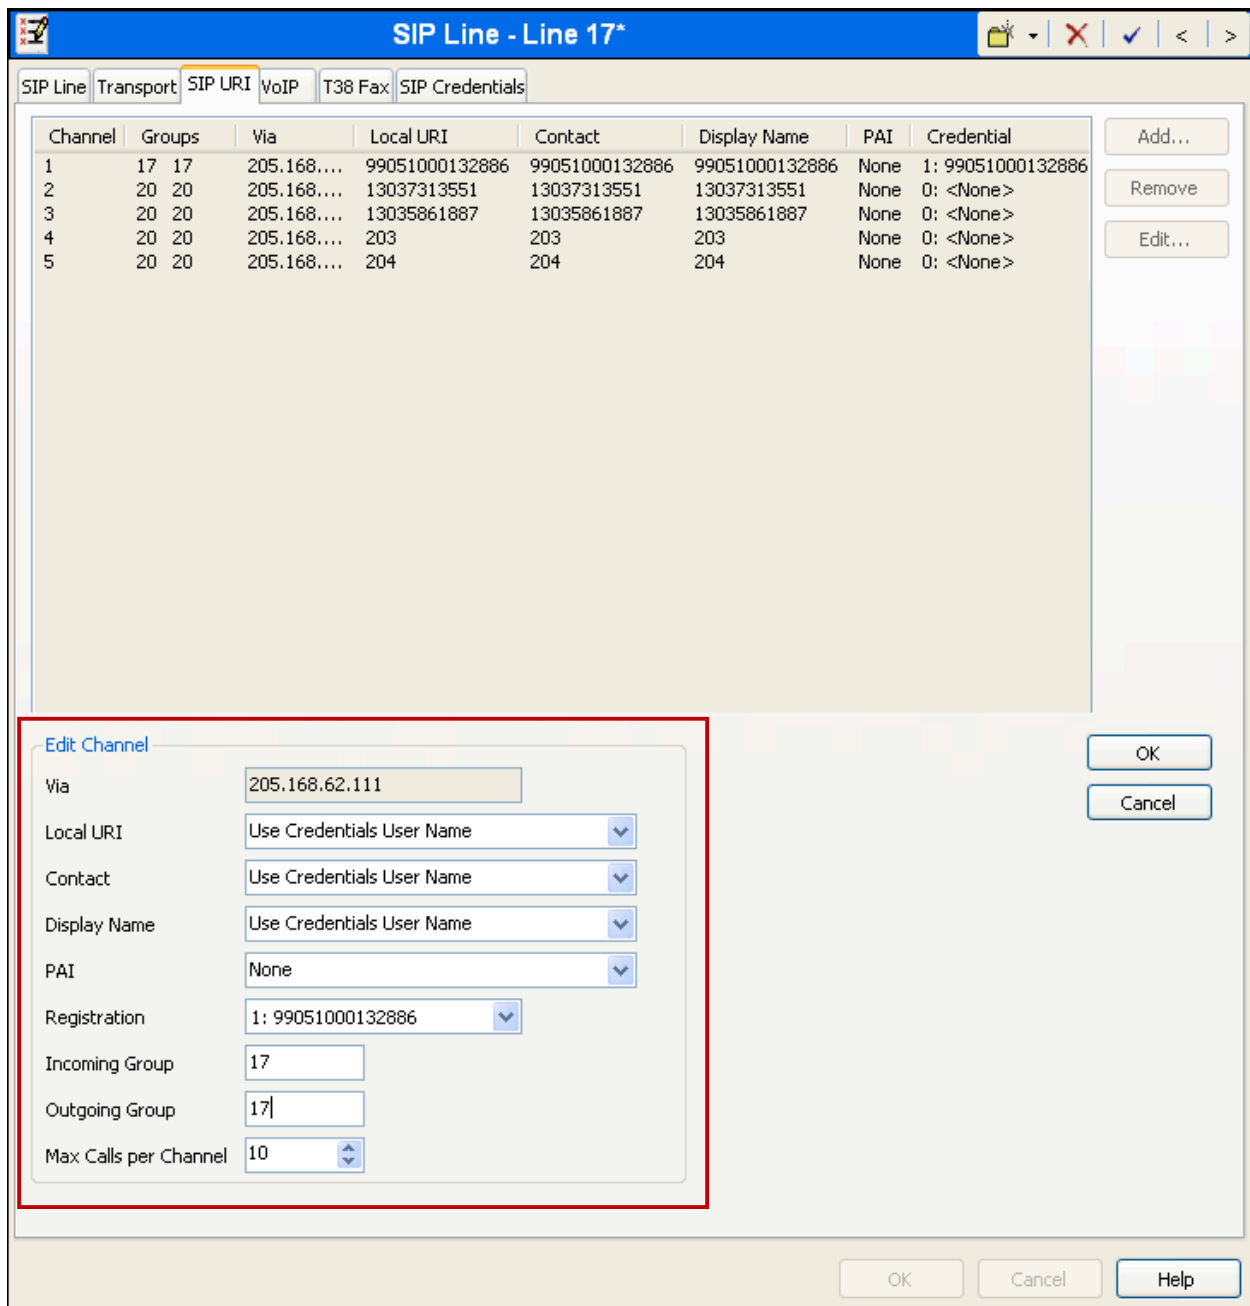 SIP Line - Line 17*
SIP Line Transport SIP URI VoIP T38 Fax SIP Credentials
Channel Groups Via Local URI Contact Display Name PAI Credential
1 17 17 205.168.... 99051000132886 99051000132886 99051000132886 None 1: 99051000132886
2 20 20 205.168.... 13037313551 13037313551 13037313551 None 0: <None>
3 20 20 205.168.... 13035861887 13035861887 13035861887 None 0: <None>
4 20 20 205.168.... 203 203 203 None 0: <None>
5 20 20 205.168.... 204 204 204 None 0: <None>
Add...
Remove
Edit...
Edit Channel
Via 205.168.62.111
Local URI Use Credentials User Name
Contact Use Credentials User Name
Display Name Use Credentials User Name
PAI None
Registration 1: 99051000132886
Incoming Group 17
Outgoing Group 17
Max Calls per Channel 10
OK
Cancel
OK Cancel Help